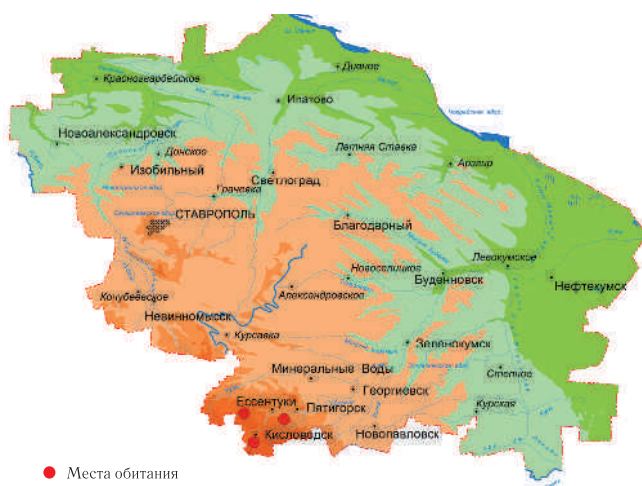 Дивное
Красногвардейское
Ипатово
Новоалександровск
Донское
Летняя Ставка
Арзгир
Изобильный
Светлоград
Грачевка
СТАВРОПОЛЬ
Благодарный
Левокумское
Новоселицкое
Буденновск
Нефтекумск
Александровское
Кочубеевское
Невинномысск
Курсавка
Зеленокумск
Минеральные Воды
Степное
Георгиевск
Ессентуки
Пятигорск
Курская
Кисловодск
Новопавловск
Места обитания